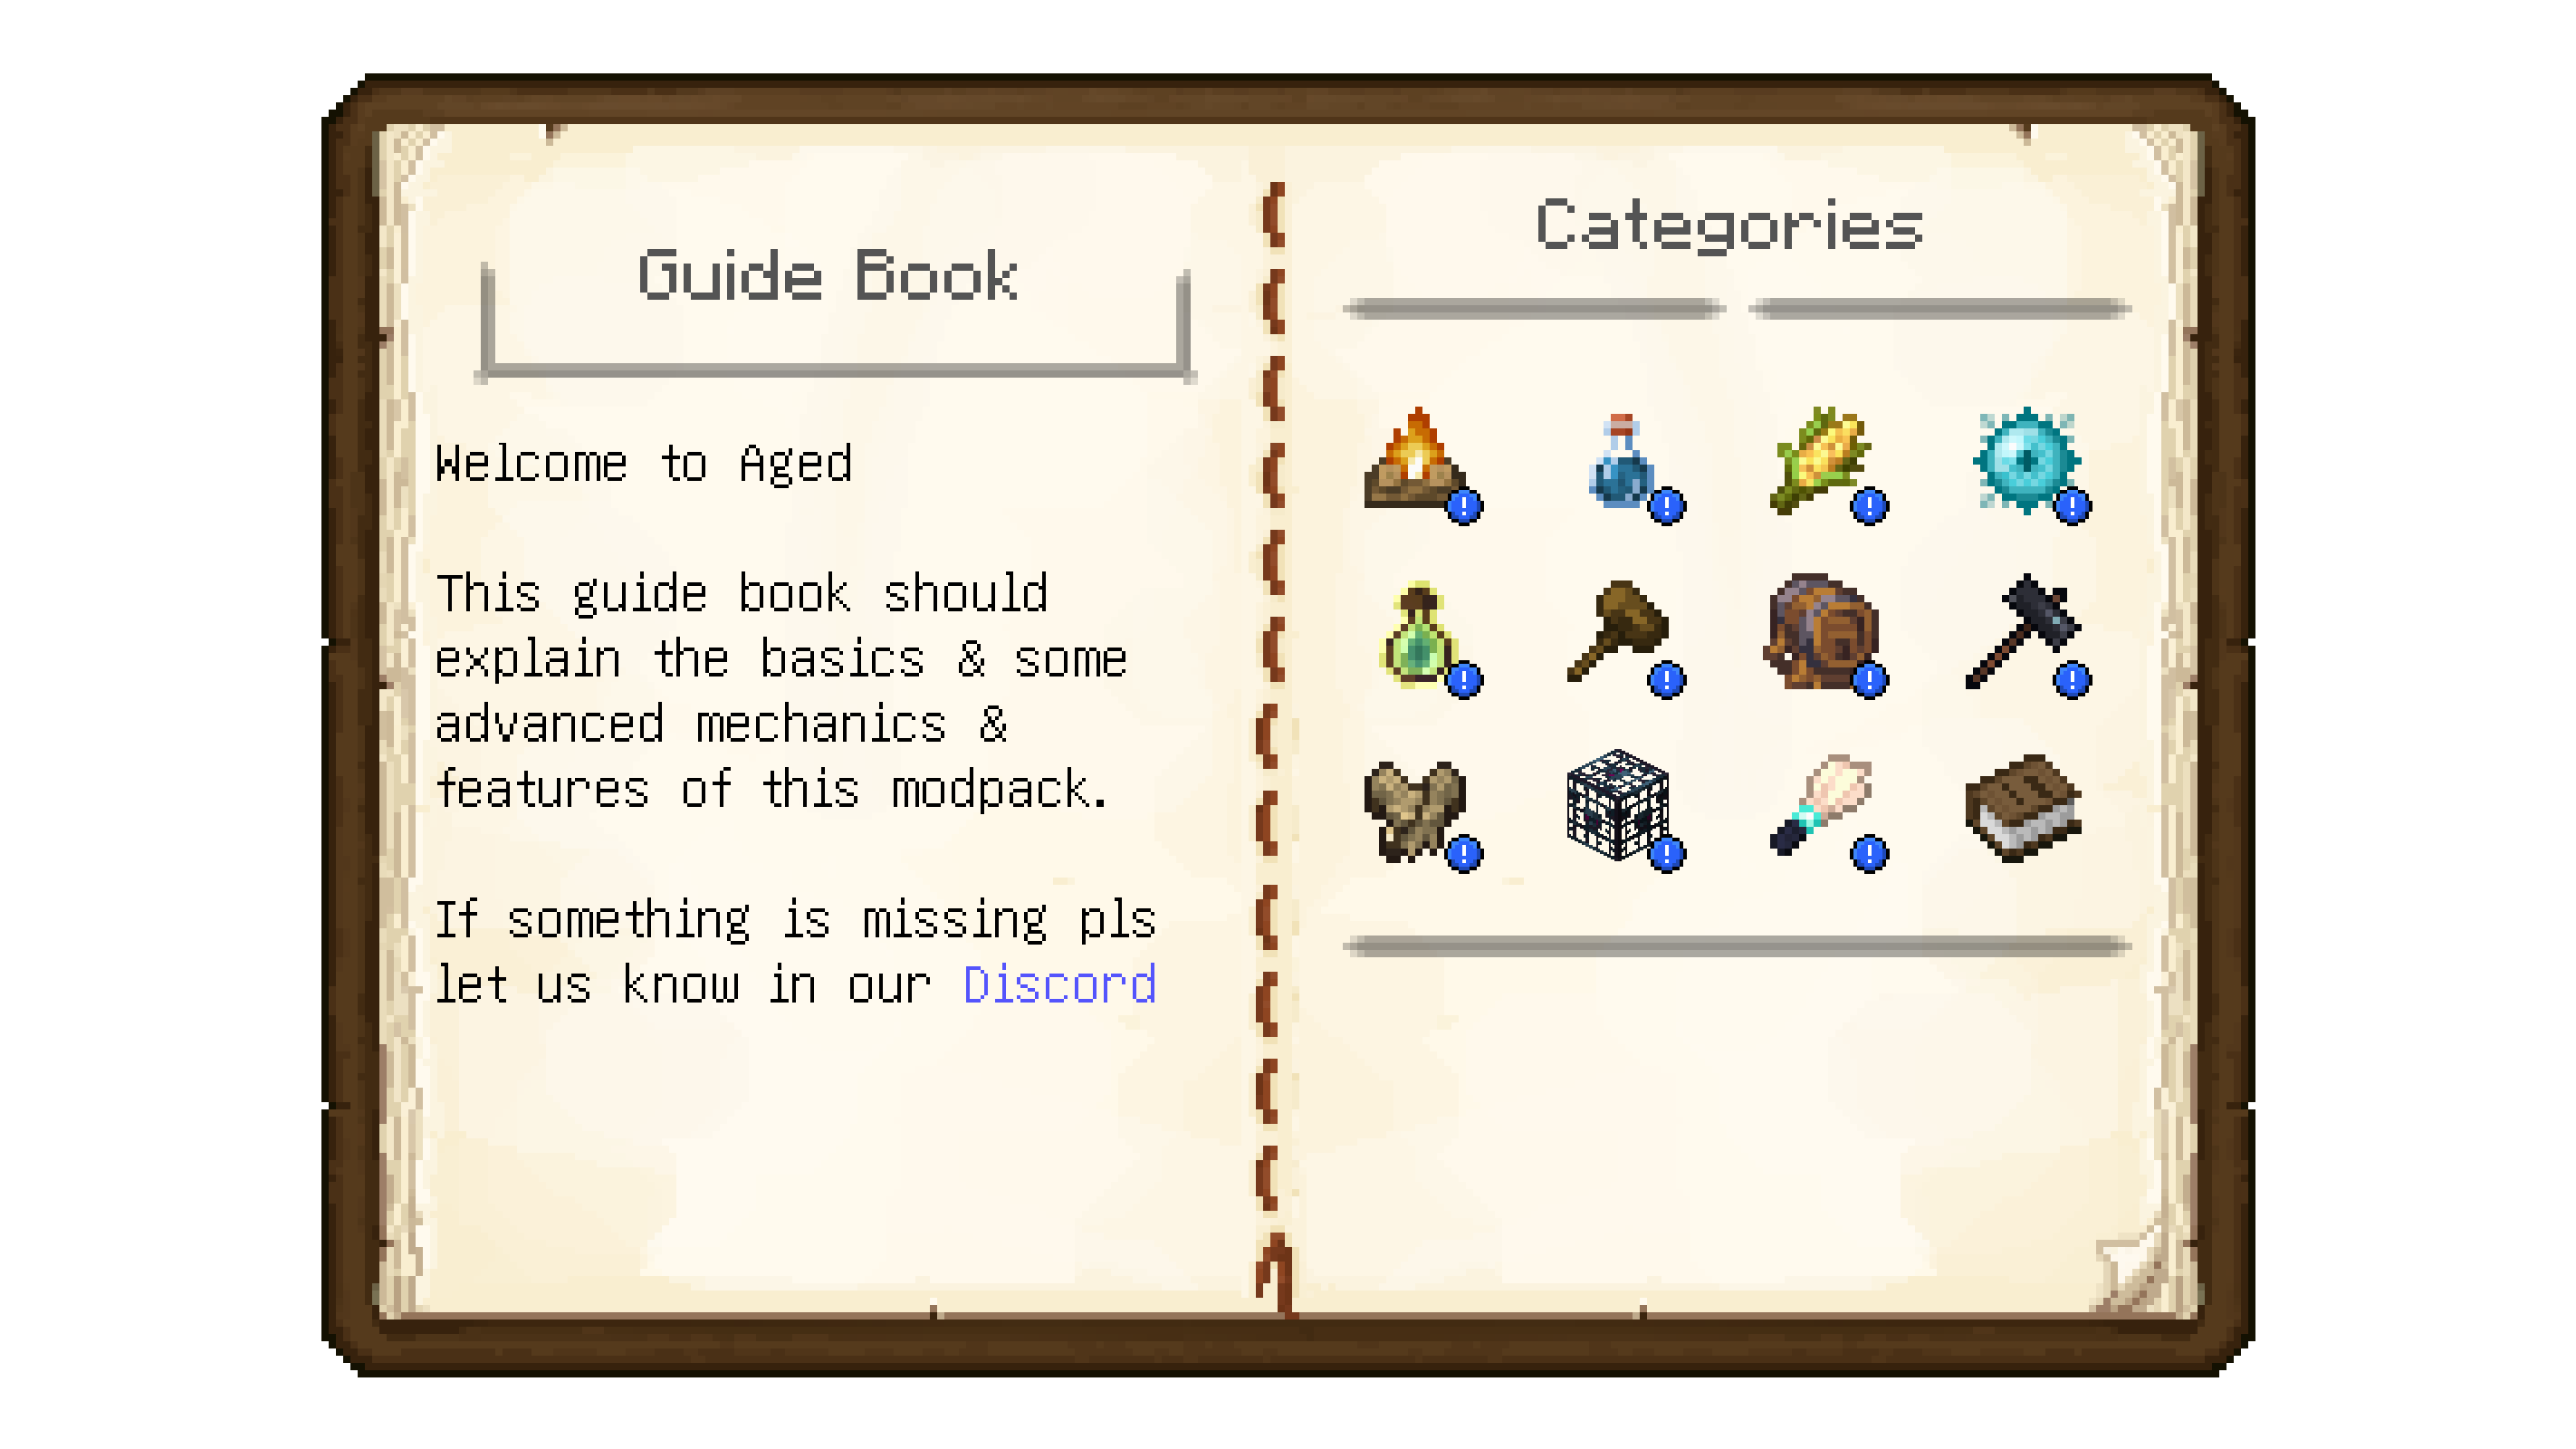 Guide Book
Welcome to Aged
This guide book should
explain the basics & some
advanced mechanics &
features of this modpack.
If something is missing pls
let us know in our Discord
Categories
! ! ! !
! ! ! !
! ! !